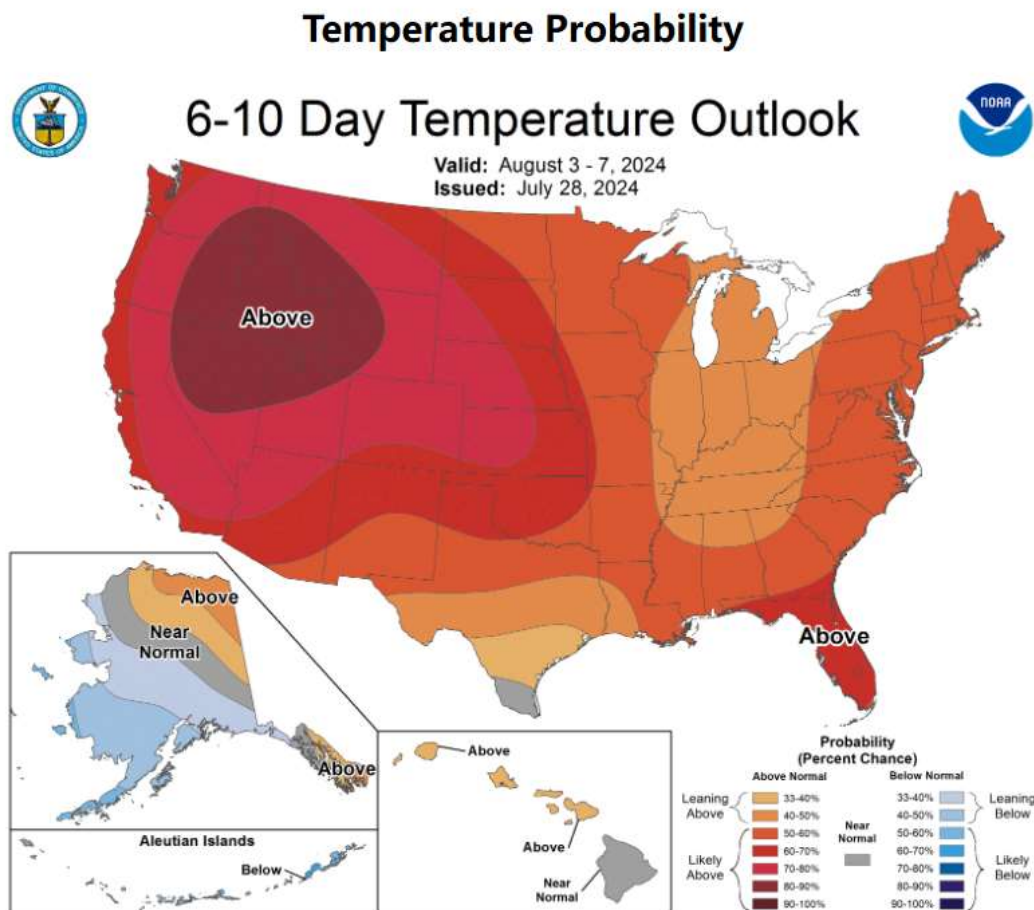 Temperature Probability
6-10 Day Temperature Outlook
Valid: August 3 - 7, 2024
Issued: July 28, 2024
NOAA
Above
Above
Near
Normal
Above
Above
Aleutian Islands
Below
Above
Above
Near
Normal
Probability
(Percent Chance)
Above Normal
Below Normal
Leaning
Above
33-40%
40-50%
Likely
Above
50-60%
60-70%
70-80%
80-90%
90-100%
Near
Normal
33-40%
40-50%
Leaning
Below
50-60%
60-70%
70-80%
80-90%
90-100%
Likely
Below